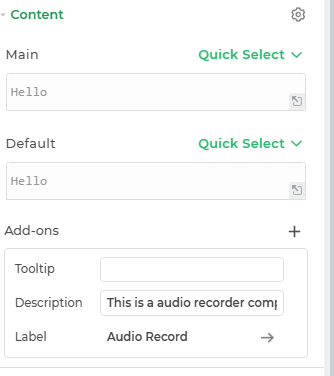 Content
Main Quick Select
Hello
Default Quick Select
Hello
Add-ons
Tooltip
Description This is a audio recorder comp
Label Audio Record